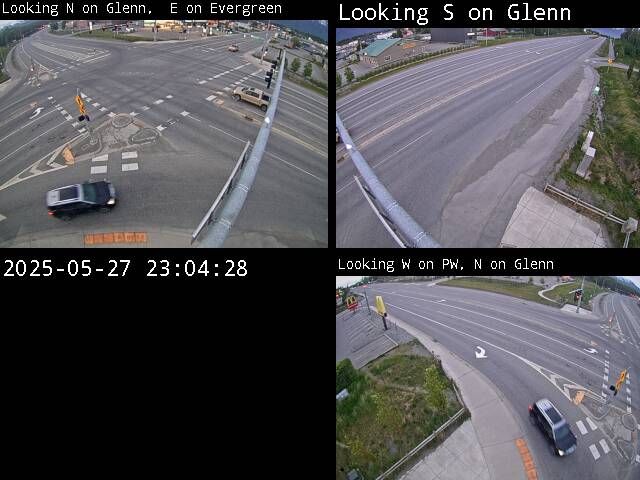 Looking N on Glenn, E on Evergreen
Looking S on Glenn
2025-05-27 23:04:28
Looking W on PW, N on Glenn